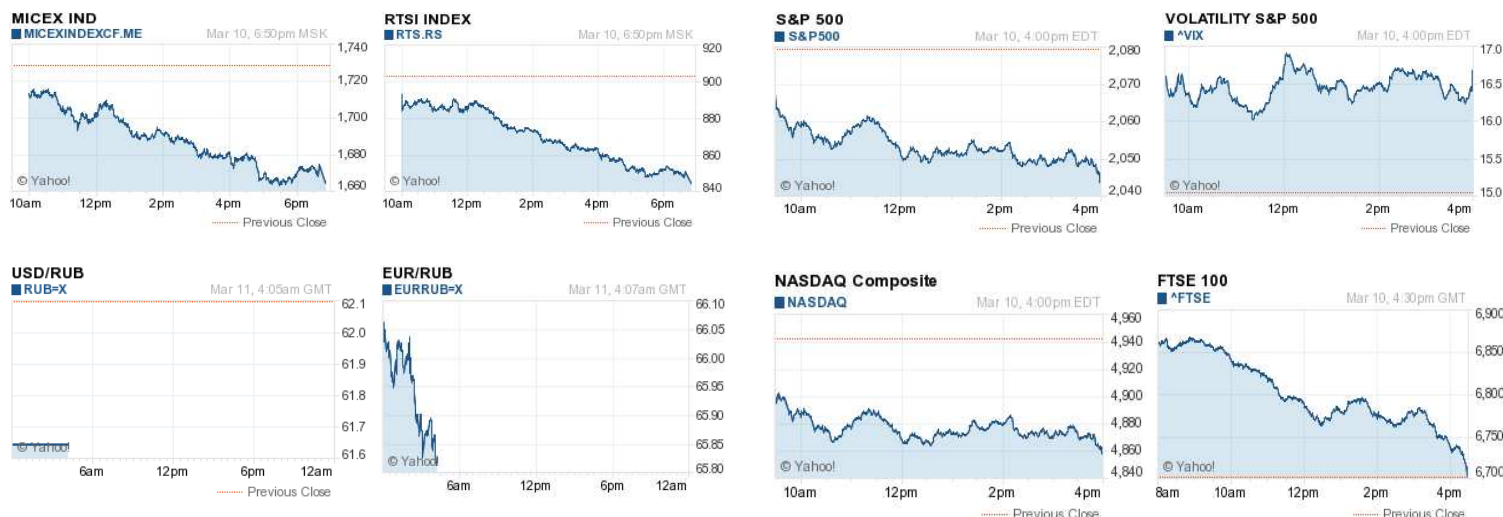 MICEX IND
MICEXINDEXCF.ME Mar 10, 6:50pm MSK
1,740
1,720
1,700
1,680
1,660
© Yahoo!
10am 12pm 2pm 4pm 6pm
Previous Close
RTSI INDEX
RTS.RS Mar 10, 6:50pm MSK
920
900
880
860
840
© Yahoo!
10am 12pm 2pm 4pm 6pm
Previous Close
S&P 500
S&P500 Mar 10, 4:00pm EDT
2,080
2,070
2,060
2,050
2,040
© Yahoo!
10am 12pm 2pm 4pm
Previous Close
VOLATILITY S&P 500
^VIX Mar 10, 4:00pm EDT
17.0
16.5
16.0
15.5
15.0
© Yahoo!
10am 12pm 2pm 4pm
Previous Close
USD/RUB
RUB=X Mar 11, 4:05am GMT
62.1
62.0
61.9
61.8
61.7
61.6
© Yahoo!
6am 12pm 6pm 12am
Previous Close
EUR/RUB
EURRUB=X Mar 11, 4:07am GMT
66.10
66.05
66.00
65.95
65.90
65.85
65.80
© Yahoo!
6am 12pm 6pm 12am
NASDAQ Composite
NASDAQ Mar 10, 4:00pm EDT
4,960
4,940
4,920
4,900
4,880
4,860
4,840
© Yahoo!
10am 12pm 2pm 4pm
Previous Close
FTSE 100
^FTSE Mar 10, 4:30pm GMT
6,900
6,850
6,800
6,750
6,700
© Yahoo!
8am 10am 12pm 2pm 4pm
Previous Close